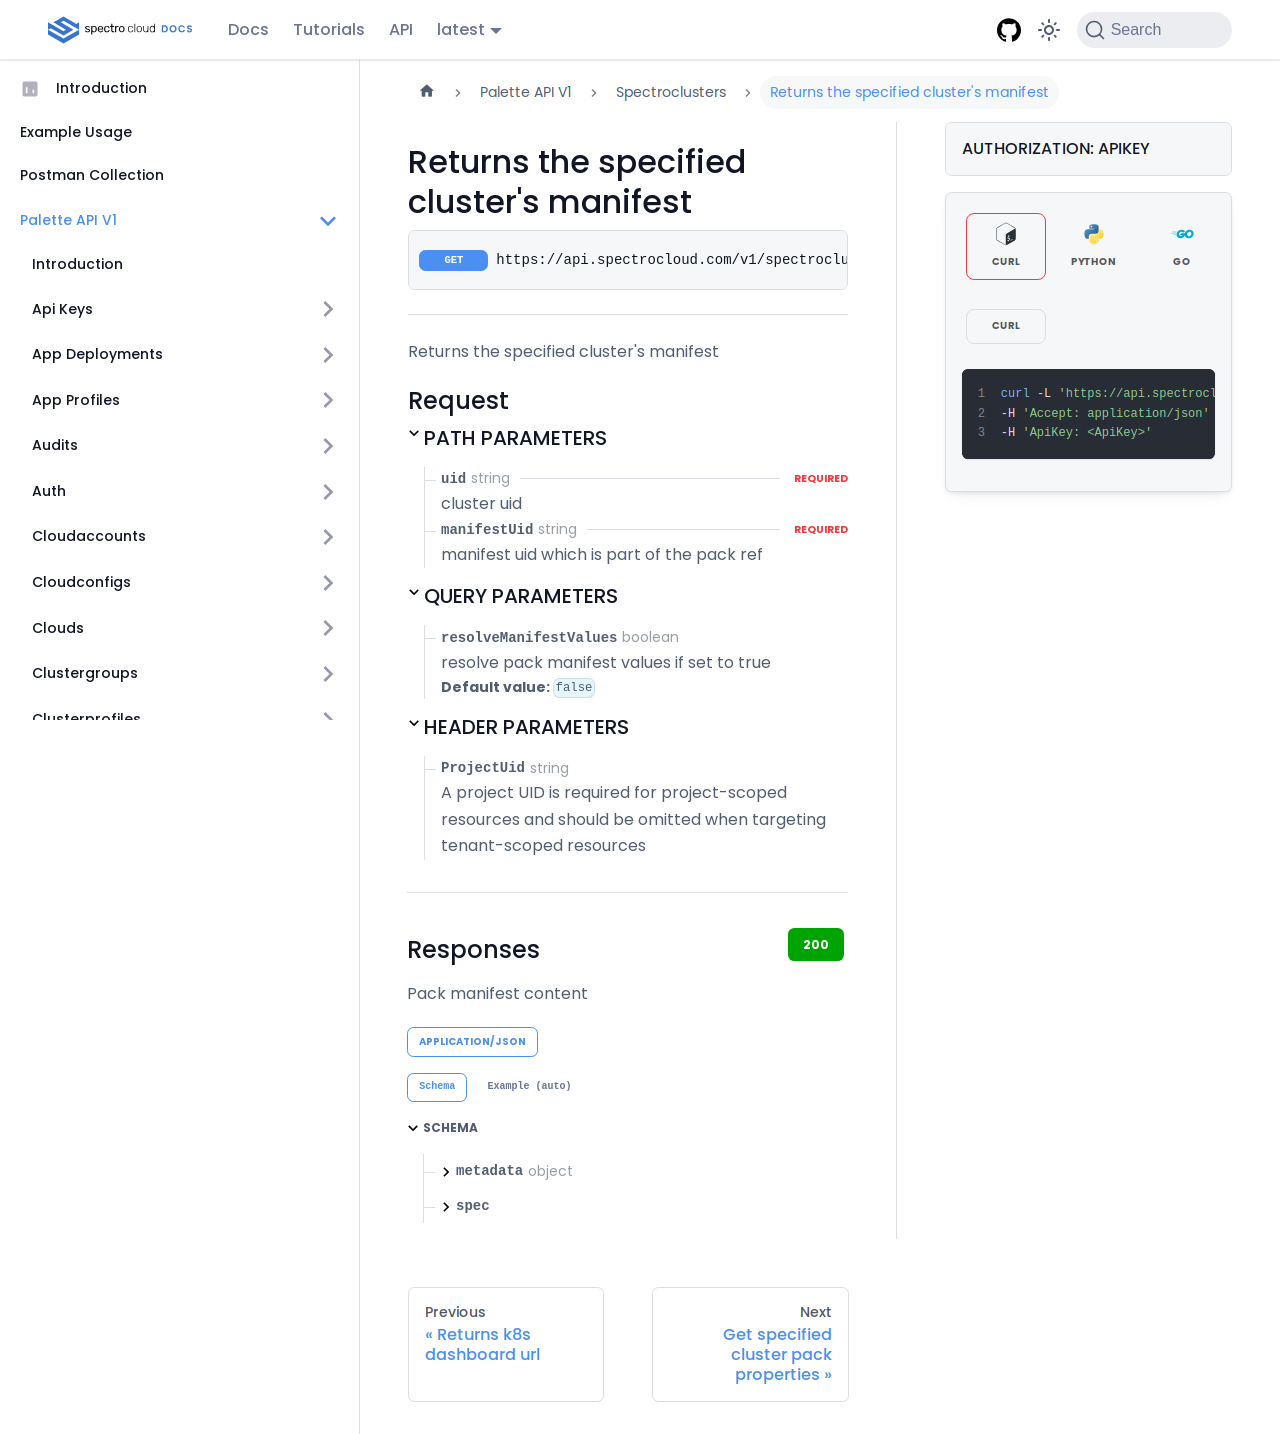 spectro cloud DOCS
Docs
Tutorials
API
latest
Search
Introduction
Example Usage
Postman Collection
Palette API V1
Introduction
Api Keys
App Deployments
App Profiles
Audits
Auth
Cloudaccounts
Cloudconfigs
Clouds
Clustergroups
Clusterprofiles
Palette API V1
Spectroclusters
Returns the specified cluster's manifest
Returns the specified
cluster's manifest
GET https://api.spectrocloud.com/v1/spectroclu
Returns the specified cluster's manifest
Request
PATH PARAMETERS
uid string REQUIRED
cluster uid
manifestUid string REQUIRED
manifest uid which is part of the pack ref
QUERY PARAMETERS
resolveManifestValues boolean
resolve pack manifest values if set to true
Default value: false
HEADER PARAMETERS
ProjectUid string
A project UID is required for project-scoped
resources and should be omitted when targeting
tenant-scoped resources
Responses
200
Pack manifest content
APPLICATION/JSON
Schema
Example (auto)
SCHEMA
metadata object
spec
Previous
« Returns k8s
dashboard url
Next
Get specified
cluster pack
properties »
AUTHORIZATION: APIKEY
CURL
PYTHON
GO
CURL
1 curl -L 'https://api.spectrocl
2 -H 'Accept: application/json'
3 -H 'ApiKey: <ApiKey>'